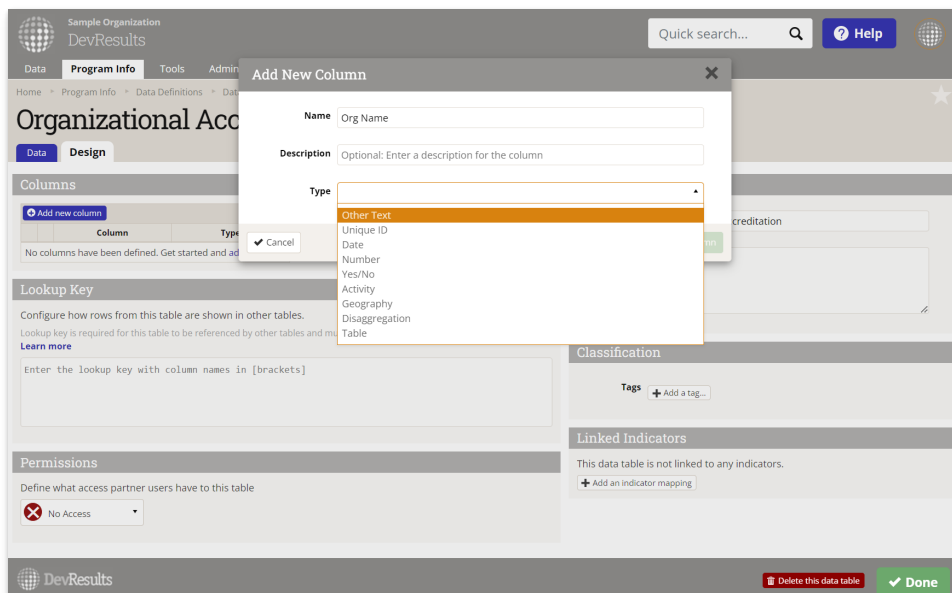 Sample Organization
DevResults
Quick search...
Help
Data Program Info Tools Admin
Home Program Info Data Definitions Dat
Organizational Acc
Data Design
Add New Column
Name Org Name
Description Optional: Enter a description for the column
Type
Other Text
Unique ID
Date
Number
Yes/No
Activity
Geography
Disaggregation
Table
Cancel
mn
Columns
Add new column
Column Type
No columns have been defined. Get started and ad
creditation
Lookup Key
Configure how rows from this table are shown in other tables.
Lookup key is required for this table to be referenced by other tables and mu
Learn more
Enter the lookup key with column names in [brackets]
Classification
Tags Add a tag...
Linked Indicators
This data table is not linked to any indicators.
Add an indicator mapping
Permissions
Define what access partner users have to this table
No Access
DevResults
Delete this data table
Done